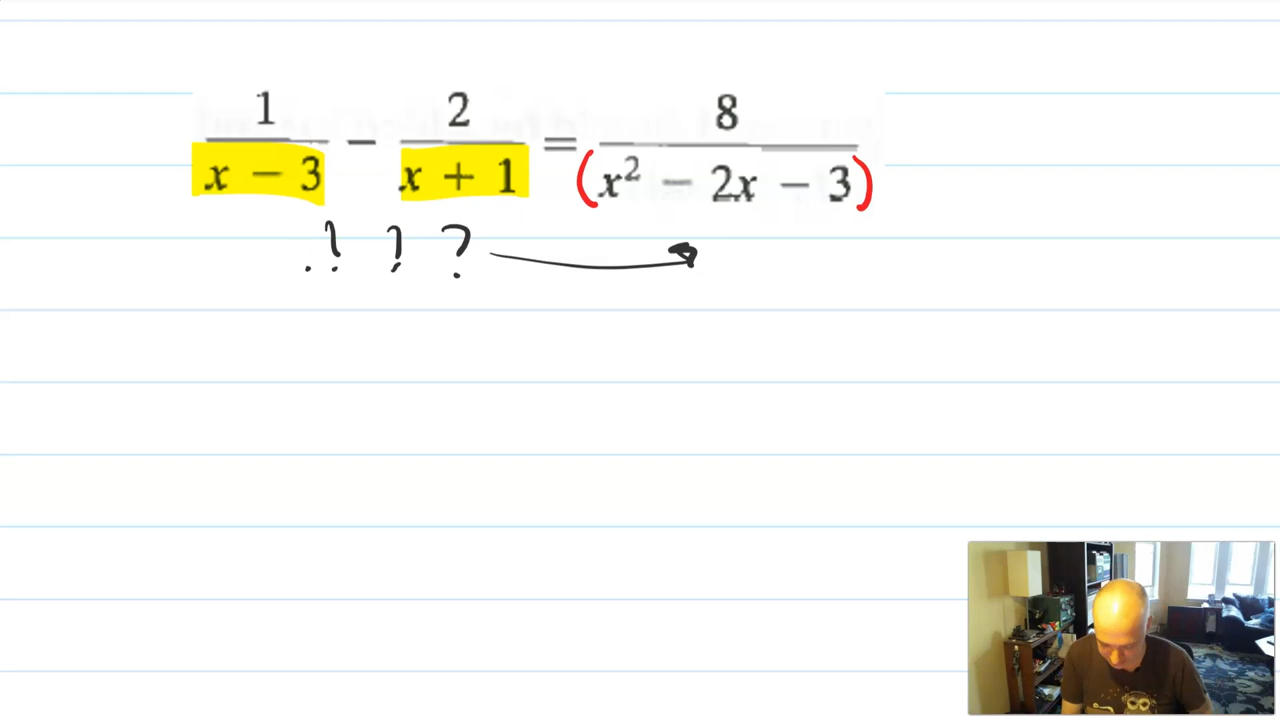 1/(x − 3) − 2/(x + 1) = 8/(x² − 2x − 3)
. ! ! ?